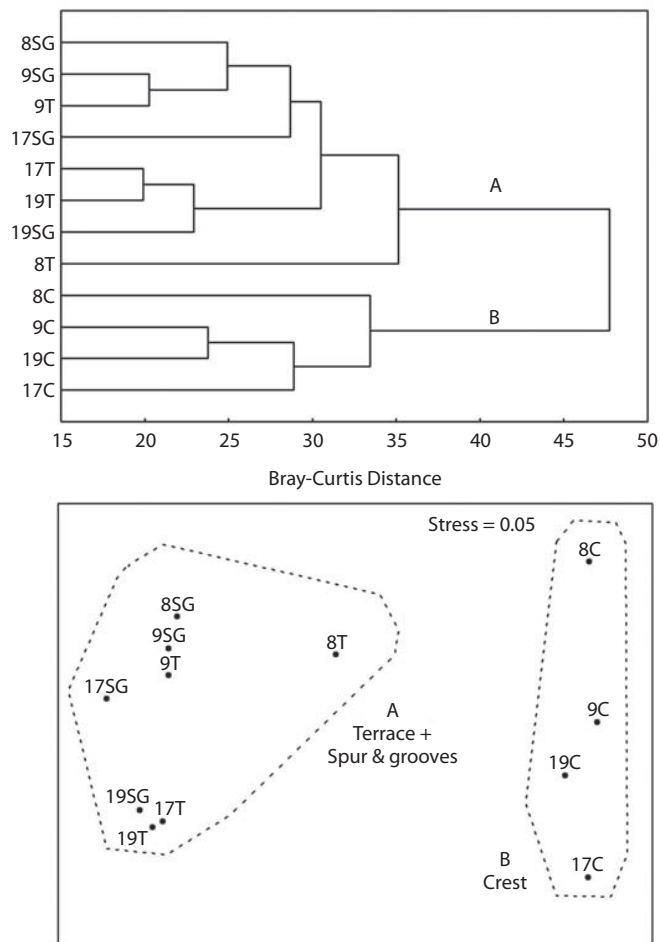 8SG
9SG
9T
17SG
17T
19T
19SG
8T
8C
9C
19C
17C
A
B
15 20 25 30 35 40 45 50
Bray-Curtis Distance
Stress = 0.05
8C
8SG
9SG
8T
9T
17SG
A
Terrace +
Spur & grooves
9C
19C
19SG
17T
19T
B
Crest
17C